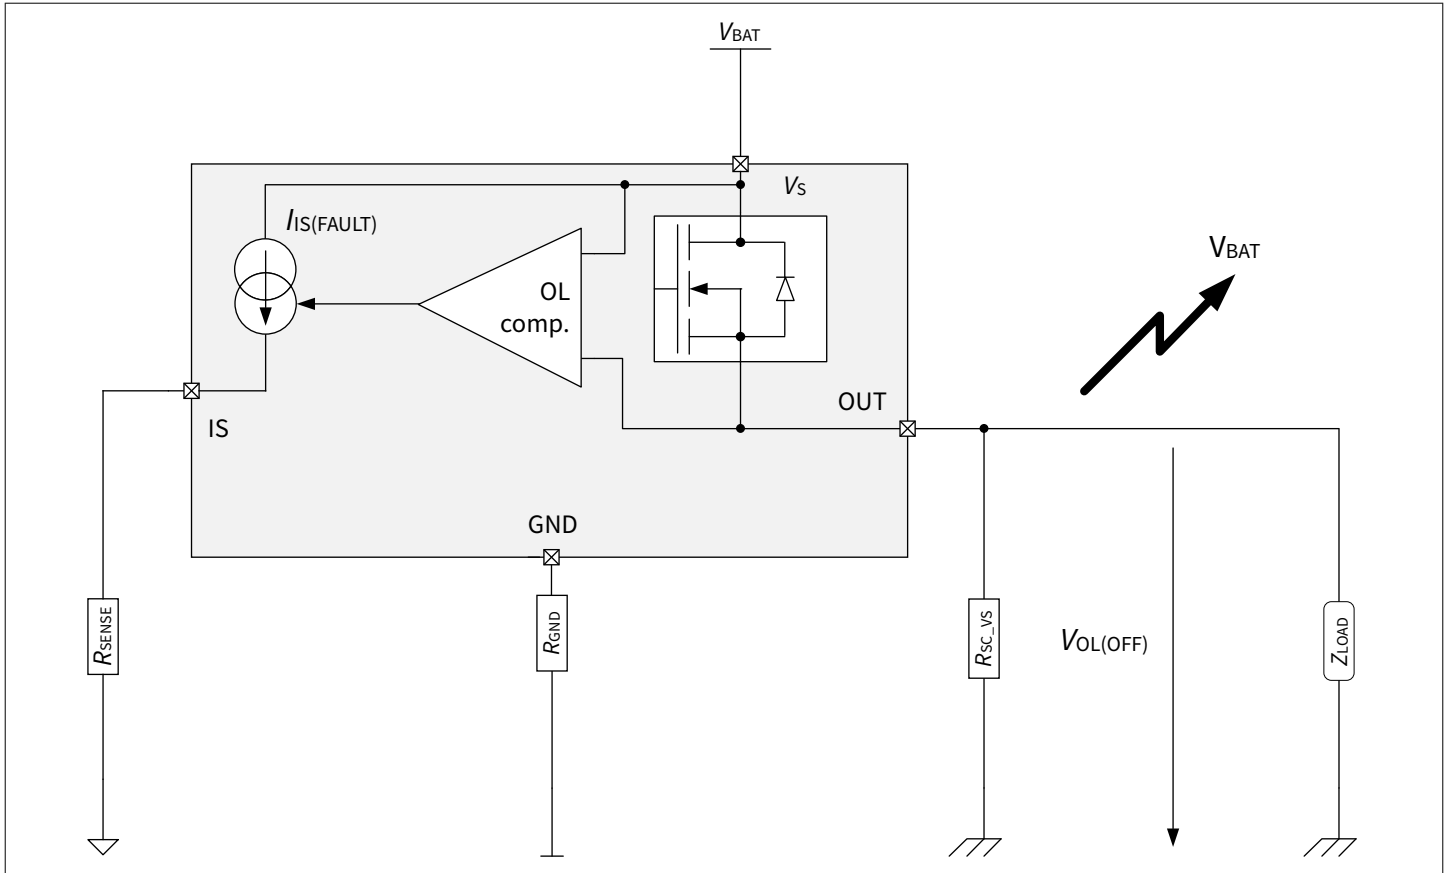 VBAT
VS
IIS(FAULT)
VBAT
OL
comp.
OUT
IS
GND
RSENSE
RGND
RSC_VS
VOL(OFF)
ZLOAD